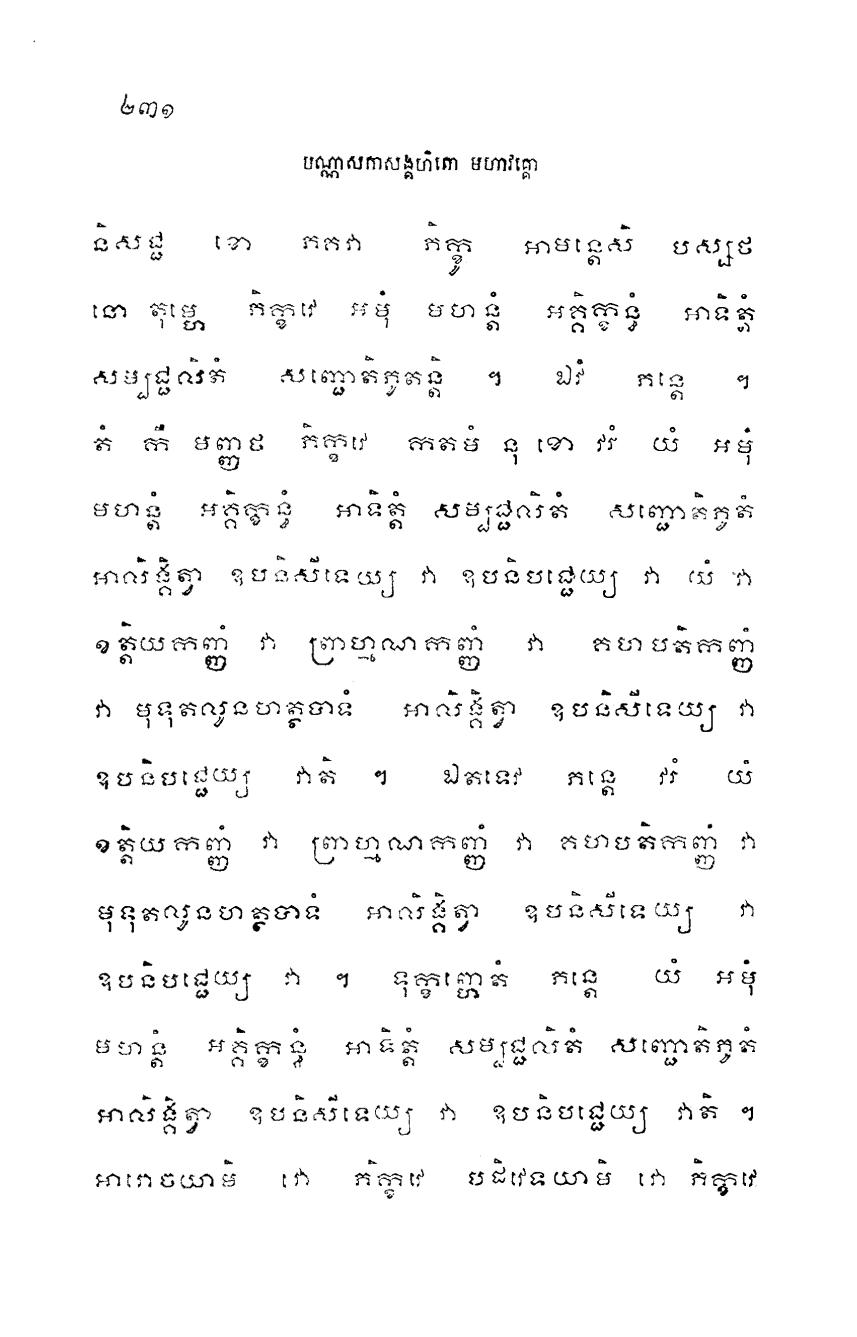 ២៣១
បណ្ណាសកាសង្គហិតោ មហាវគ្គោ
និសជ្ជ ខោ ភគវា ភិក្ខូ អាមន្តេសិ បស្សថ
នោ តុម្ហេ ភិក្ខវេ អមុំ មហន្តំ អគ្គិក្ខន្ធំ អាទិត្តំ
សម្បជ្ជលិតំ សញ្ជោតិភូតន្តិ ។ ឯវំ ភន្តេ ។
តំ កឹ មញ្ញថ ភិក្ខវេ កតមំ នុ ខោ វរំ យំ អមុំ
មហន្តំ អគ្គិក្ខន្ធំ អាទិត្តំ សម្បជ្ជលិតំ សញ្ជោតិភូតំ
អាលិង្គិត្វា ឧបនិសីទេយ្យ វា ឧបនិបជ្ជេយ្យ វា យំ វា
ខត្តិយកញ្ញំ វា ព្រាហ្មណកញ្ញំ វា គហបតិកញ្ញំ
វា មុទុតលូនហត្ថបាទំ អាលិង្គិត្វា ឧបនិសីទេយ្យ វា
ឧបនិបជ្ជេយ្យ វាតិ ។ ឯតទេវ ភន្តេ វរំ យំ
ខត្តិយកញ្ញំ វា ព្រាហ្មណកញ្ញំ វា គហបតិកញ្ញំ វា
មុទុតលូនហត្ថបាទំ អាលិង្គិត្វា ឧបនិសីទេយ្យ វា
ឧបនិបជ្ជេយ្យ វា ។ ទុក្ខញ្ហេតំ ភន្តេ យំ អមុំ
មហន្តំ អគ្គិក្ខន្ធំ អាទិត្តំ សម្បជ្ជលិតំ សញ្ជោតិភូតំ
អាលិង្គិត្វា ឧបនិសីទេយ្យ វា ឧបនិបជ្ជេយ្យ វាតិ ។
អារោចយាមិ វោ ភិក្ខវេ បដិវេទយាមិ វោ ភិក្ខវេ